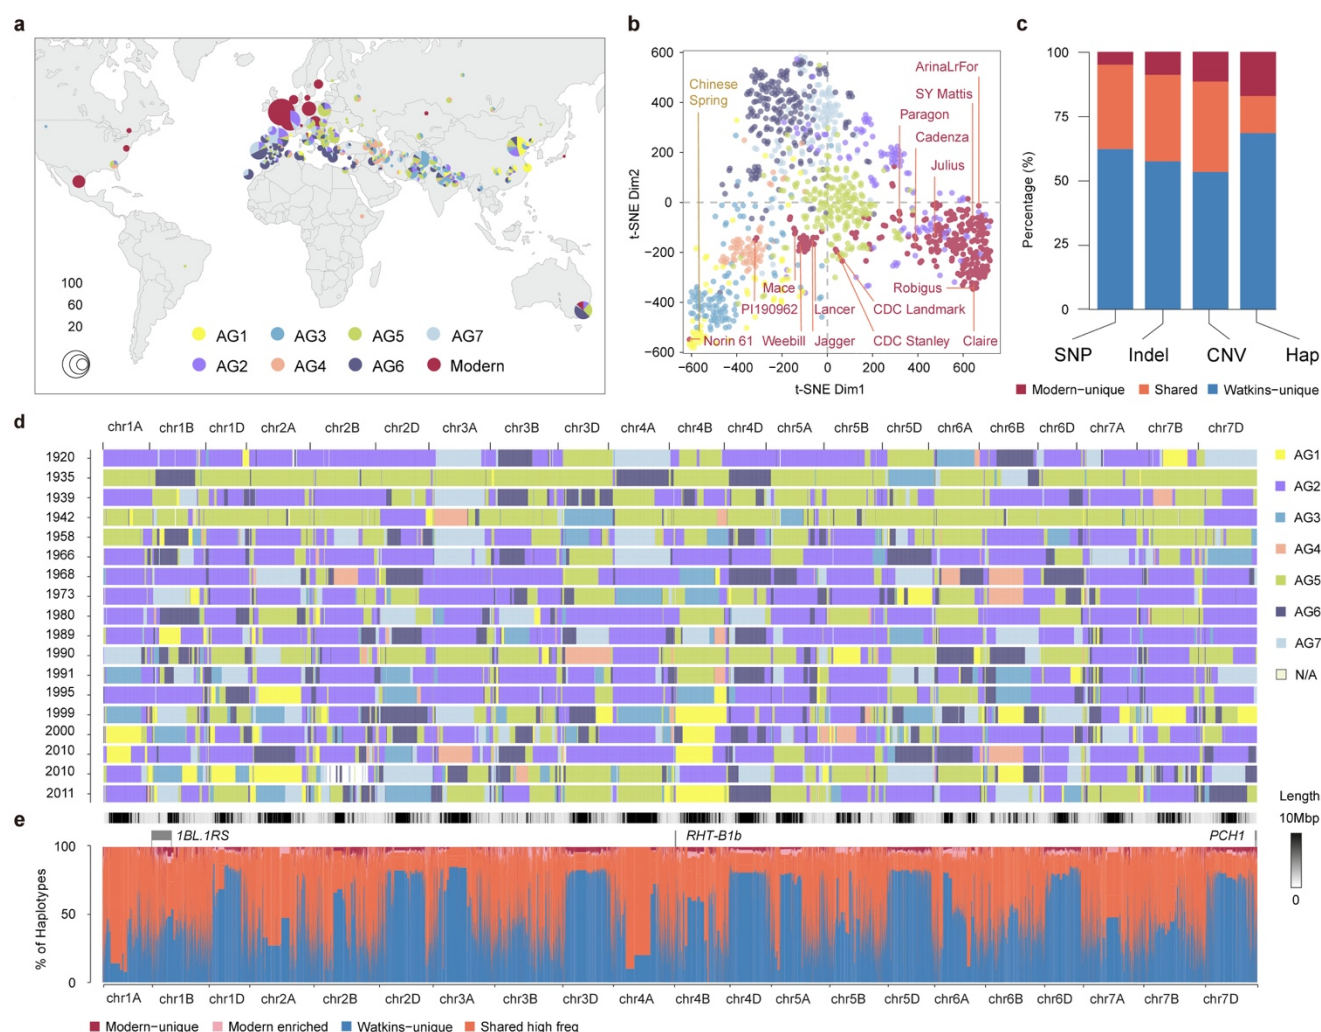 a
100
60
20
AG1
AG3
AG5
AG7
AG2
AG4
AG6
Modern
b
t-SNE Dim2
600
400
200
0
−200
−400
−600
Chinese
Spring
ArinaLrFor
SY Mattis
Paragon
Cadenza
Julius
Mace
Robigus
PI190962
Lancer
CDC Landmark
Norin 61
Weebill
Jagger
CDC Stanley
Claire
−600
−400
−200
0
200
400
600
t-SNE Dim1
c
Percentage (%)
100
75
50
25
0
SNP
Indel
CNV
Hap
Modern-unique
Shared
Watkins-unique
d
chr1A chr1B chr1D chr2A chr2B chr2D chr3A chr3B chr3D chr4A chr4B chr4D chr5A chr5B chr5D chr6A chr6B chr6D chr7A chr7B chr7D
1920
1935
1939
1942
1958
1966
1968
1973
1980
1989
1990
1991
1995
1999
2000
2010
2010
2011
AG1
AG2
AG3
AG4
AG5
AG6
AG7
N/A
Length
10Mbp
0
e
1BL.1RS
RHT-B1b
PCH1
% of Haplotypes
100
50
0
chr1A chr1B chr1D chr2A chr2B chr2D chr3A chr3B chr3D chr4A chr4B chr4D chr5A chr5B chr5D chr6A chr6B chr6D chr7A chr7B chr7D
Modern−unique
Modern enriched
Watkins−unique
Shared high freq